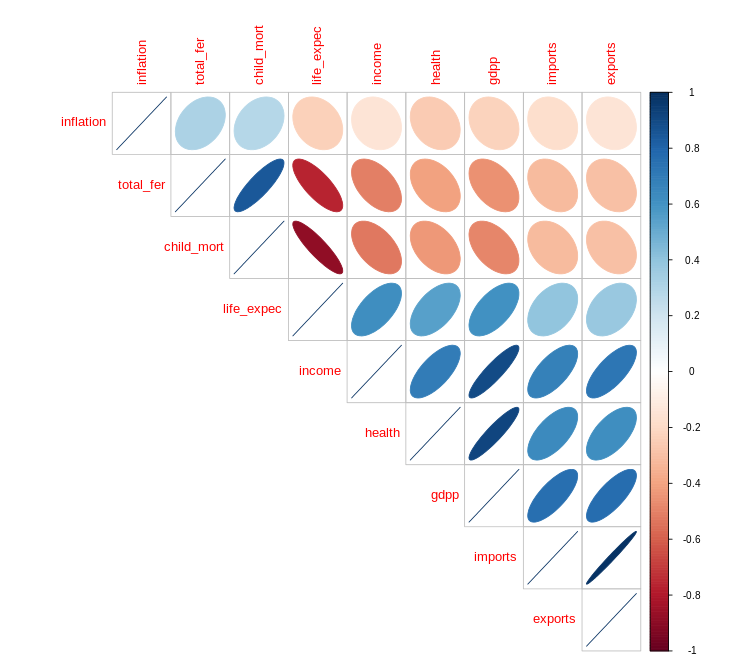 inflation
total_fer
child_mort
life_expec
income
health
gdpp
imports
exports
inflation
total_fer
child_mort
life_expec
income
health
gdpp
imports
exports
1
0.8
0.6
0.4
0.2
0
-0.2
-0.4
-0.6
-0.8
-1